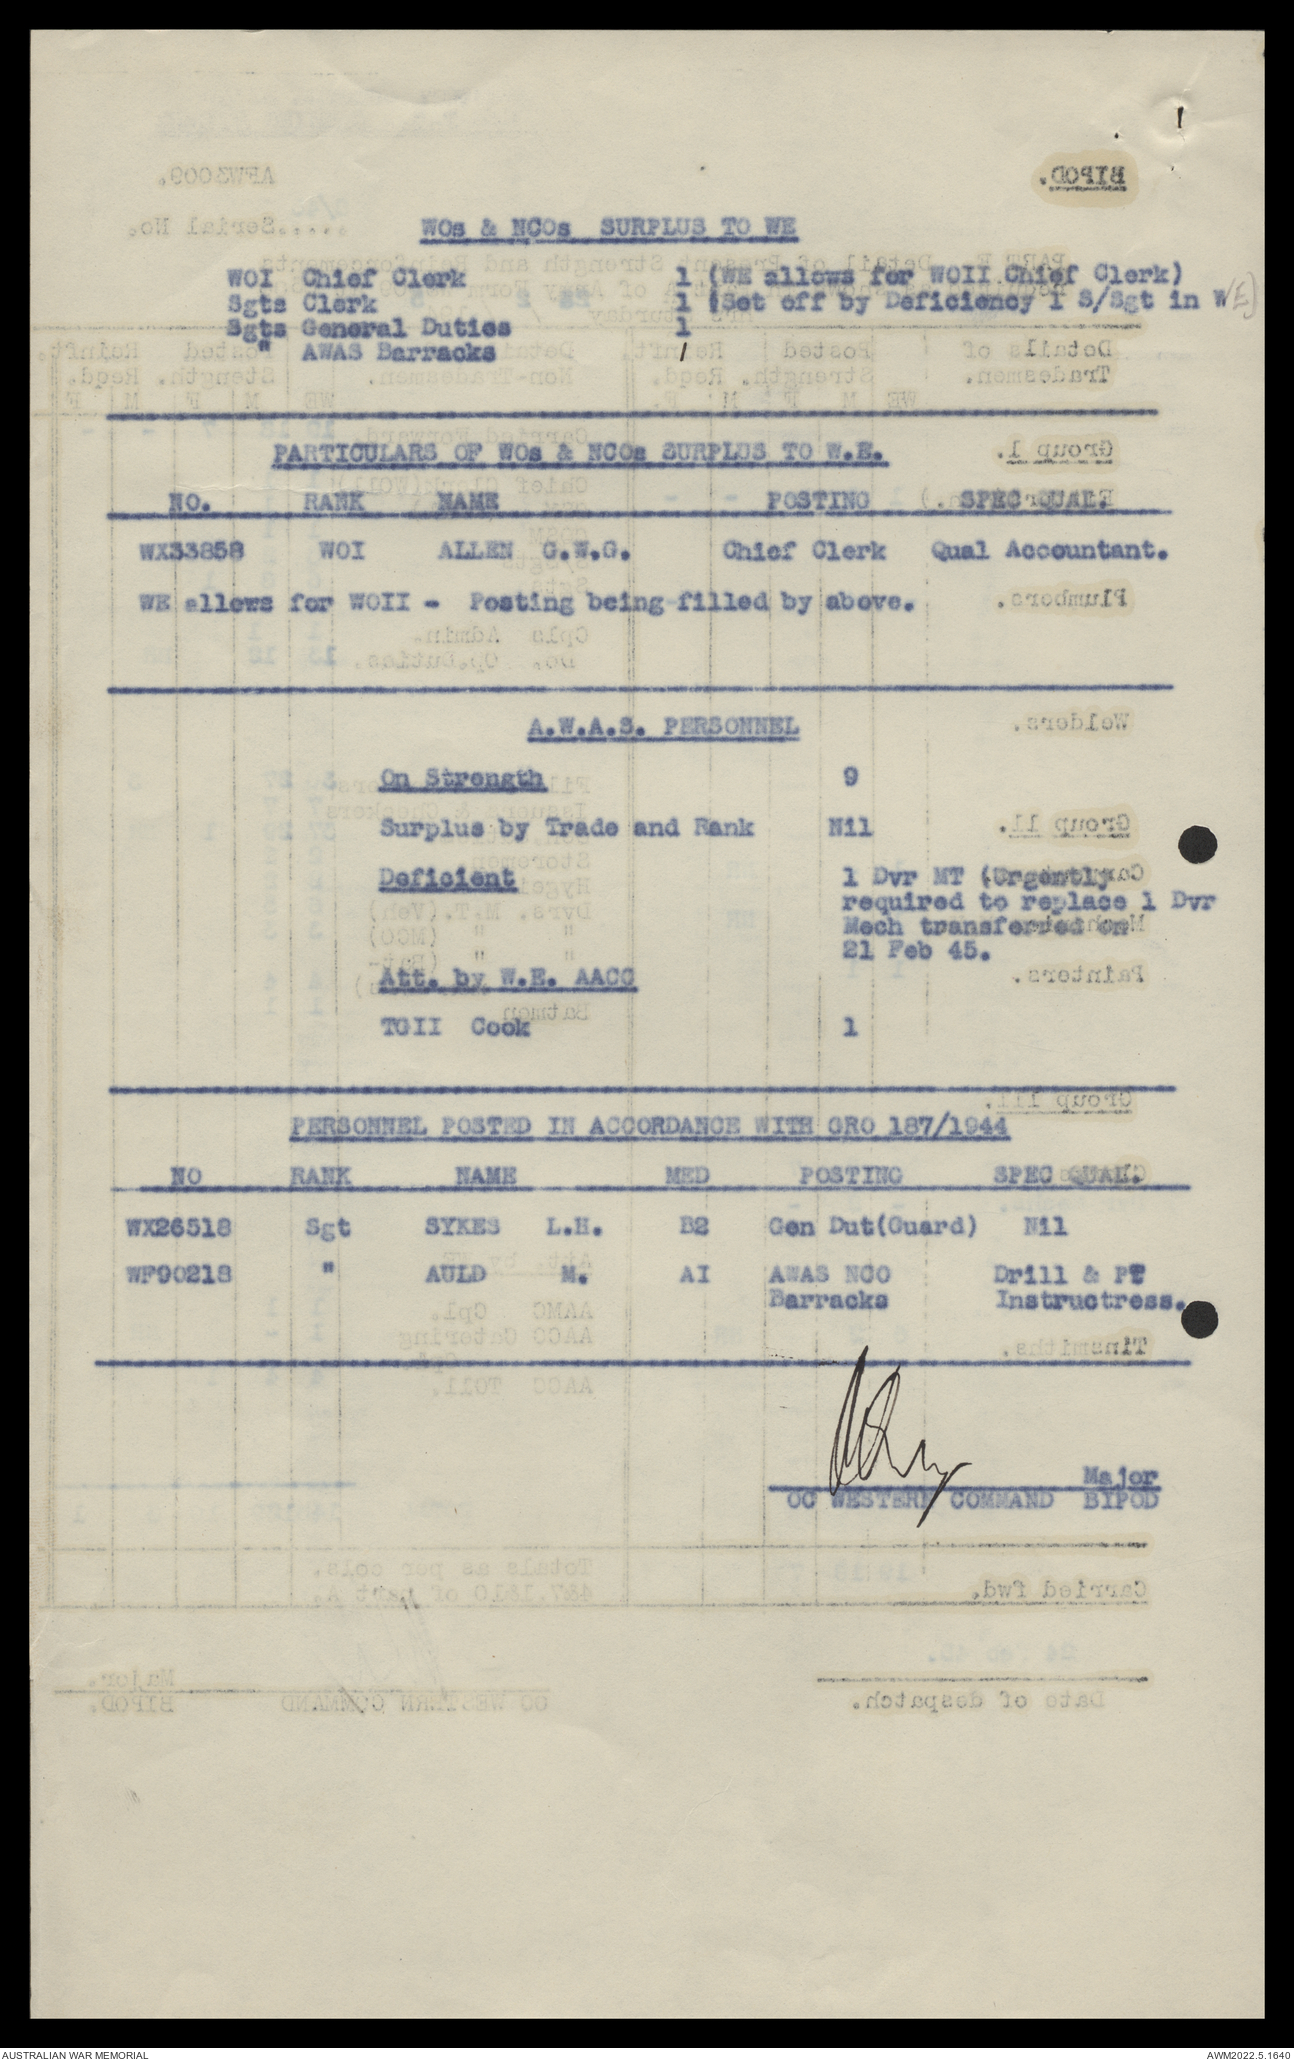 WOs & NCOs SURPLUS TO WE
WOI Chief Clerk 1 (WE allows for WOII Chief Clerk)
Sgts Clerk 1 (Set off by Deficiency 1 S/Sgt in WE)
Sgts General Duties 1
" AWAS Barracks 1
PARTICULARS OF WOs & NCOs SURPLUS TO W.E.
NO. RANK NAME POSTING SPEC QUAL.
WX33858 WOI ALLEN G.W.G. Chief Clerk Qual Accountant.
WE allows for WOII - Posting being filled by above.
A.W.A.S. PERSONNEL
On Strength 9
Surplus by Trade and Rank Nil
Deficient 1 Dvr MT (Urgently
required to replace 1 Dvr
Mech transferred on
21 Feb 45.
Att. by W.E. AACC
TGII Cook 1
PERSONNEL POSTED IN ACCORDANCE WITH GRO 187/1944
NO RANK NAME MED POSTING SPEC QUAL.
WX26518 Sgt SYKES L.H. B2 Gen Dut(Guard) Nil
WF90218 " AULD M. AI AWAS NCO Drill & PT
Barracks Instructress.
Major
OC WESTERN COMMAND BIPOD
AUSTRALIAN WAR MEMORIAL AWM2022.5.1640